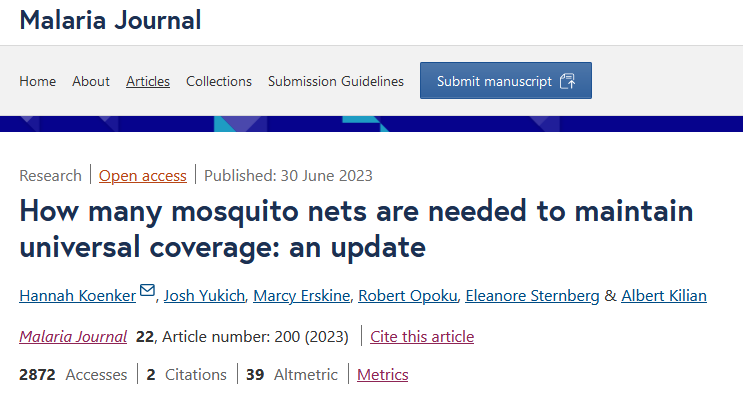 Malaria Journal
Home About Articles Collections Submission Guidelines Submit manuscript
Research | Open access | Published: 30 June 2023
How many mosquito nets are needed to maintain
universal coverage: an update
Hannah Koenker, Josh Yukich, Marcy Erskine, Robert Opoku, Eleanore Sternberg & Albert Kilian
Malaria Journal 22, Article number: 200 (2023) | Cite this article
2872 Accesses | 2 Citations | 39 Altmetric | Metrics